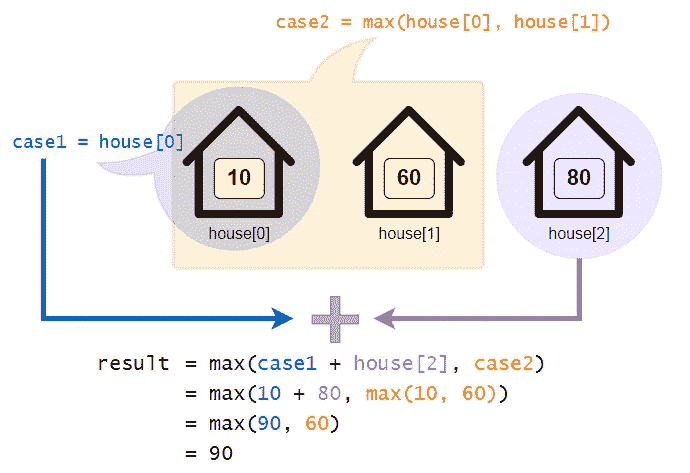 case2 = max(house[0], house[1])
case1 = house[0]
10
60
80
house[0]
house[1]
house[2]
result = max(case1 + house[2], case2)
= max(10 + 80, max(10, 60))
= max(90, 60)
= 90